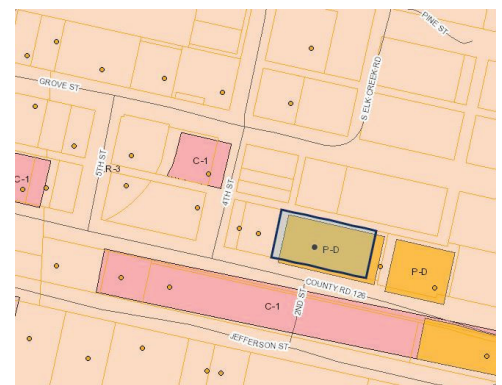 PINE ST
S ELK CREEK RD
GROVE ST
C-1
5TH ST
R-3
C-1
4TH ST
P-D
P-D
COUNTY RD 126
C-1
2ND ST
JEFFERSON ST